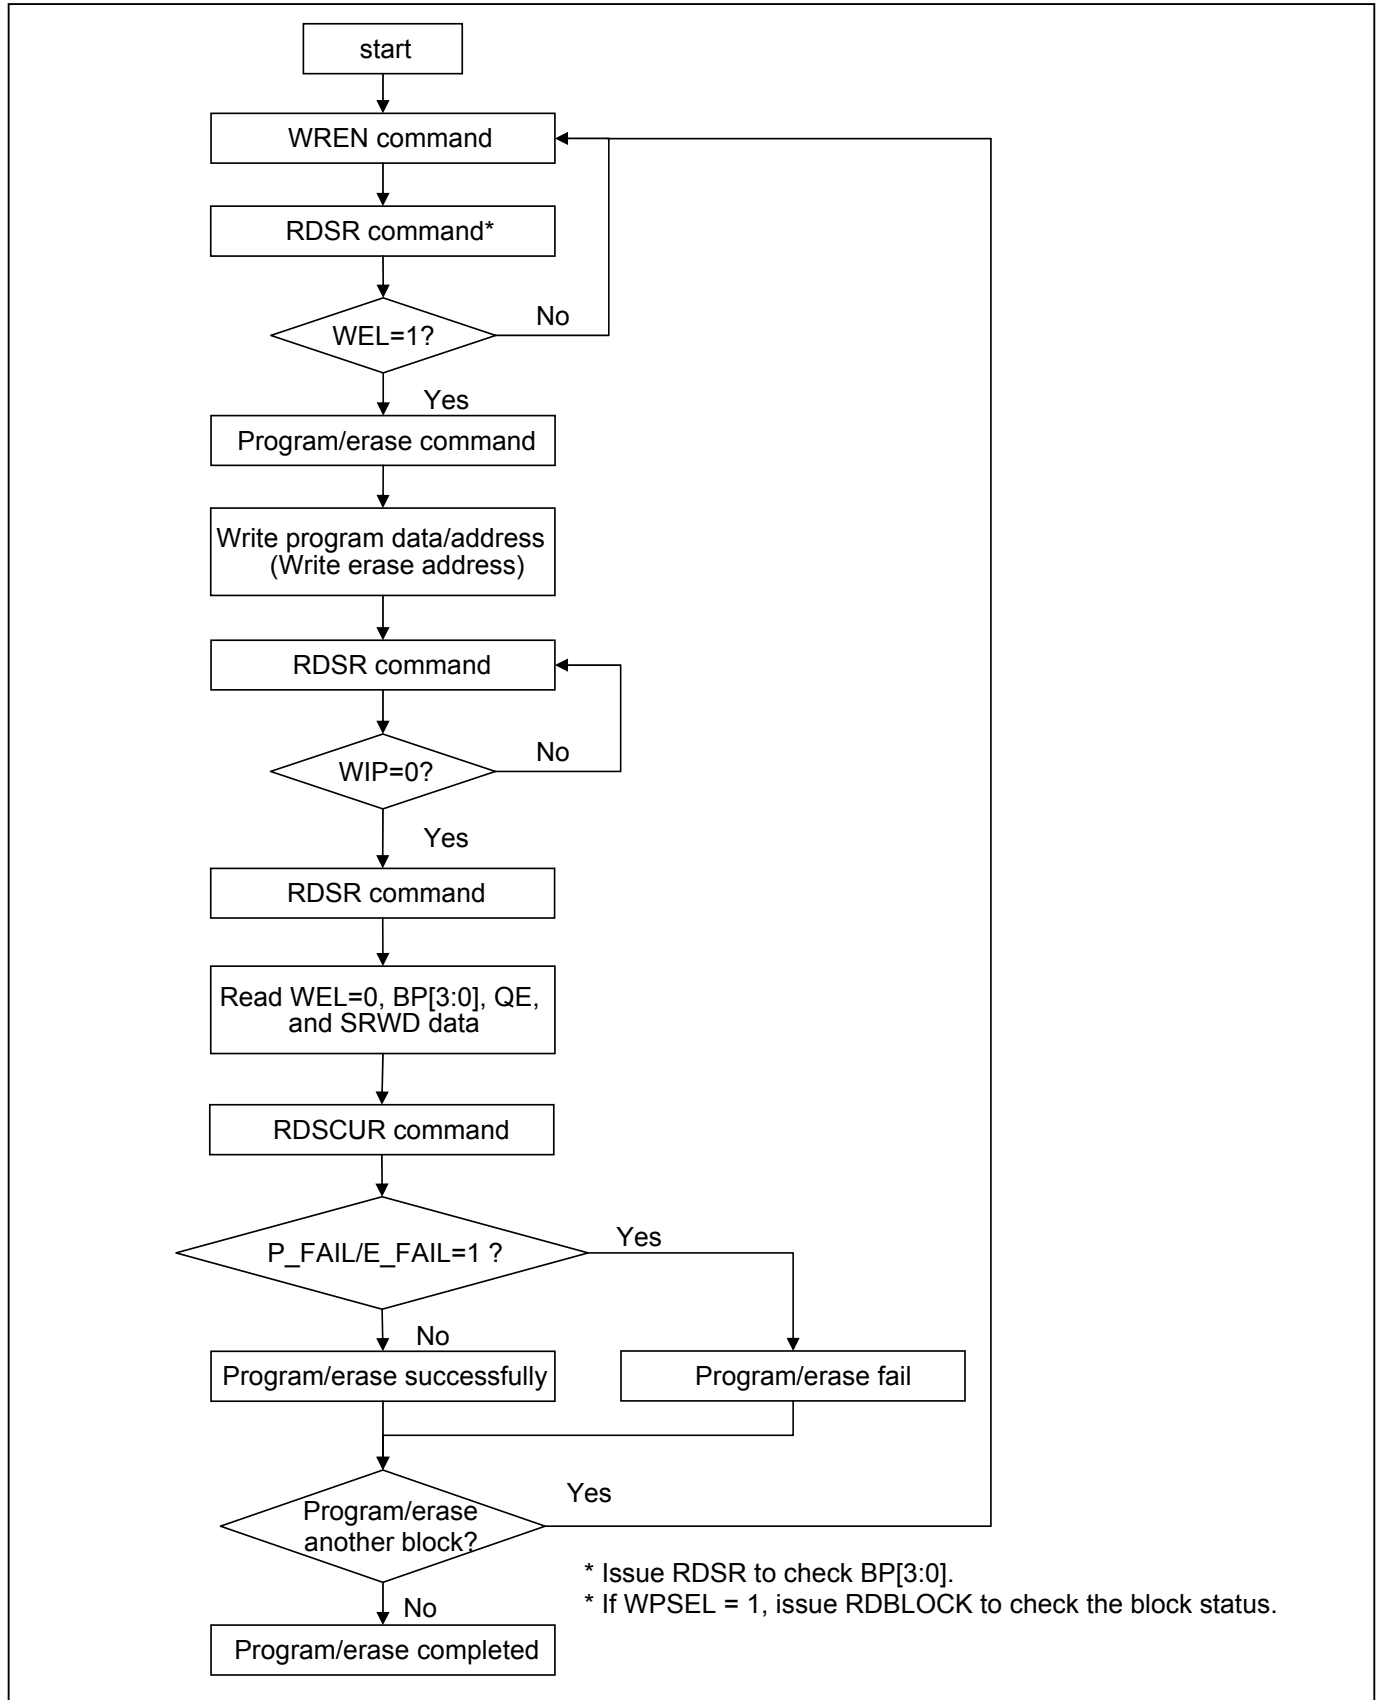 start
WREN command
RDSR command*
WEL=1?
No
Yes
Program/erase command
Write program data/address
(Write erase address)
RDSR command
WIP=0?
No
Yes
RDSR command
Read WEL=0, BP[3:0], QE,
and SRWD data
RDSCUR command
P_FAIL/E_FAIL=1 ?
Yes
No
Program/erase successfully
Program/erase fail
Program/erase
another block?
Yes
* Issue RDSR to check BP[3:0].
* If WPSEL = 1, issue RDBLOCK to check the block status.
No
Program/erase completed